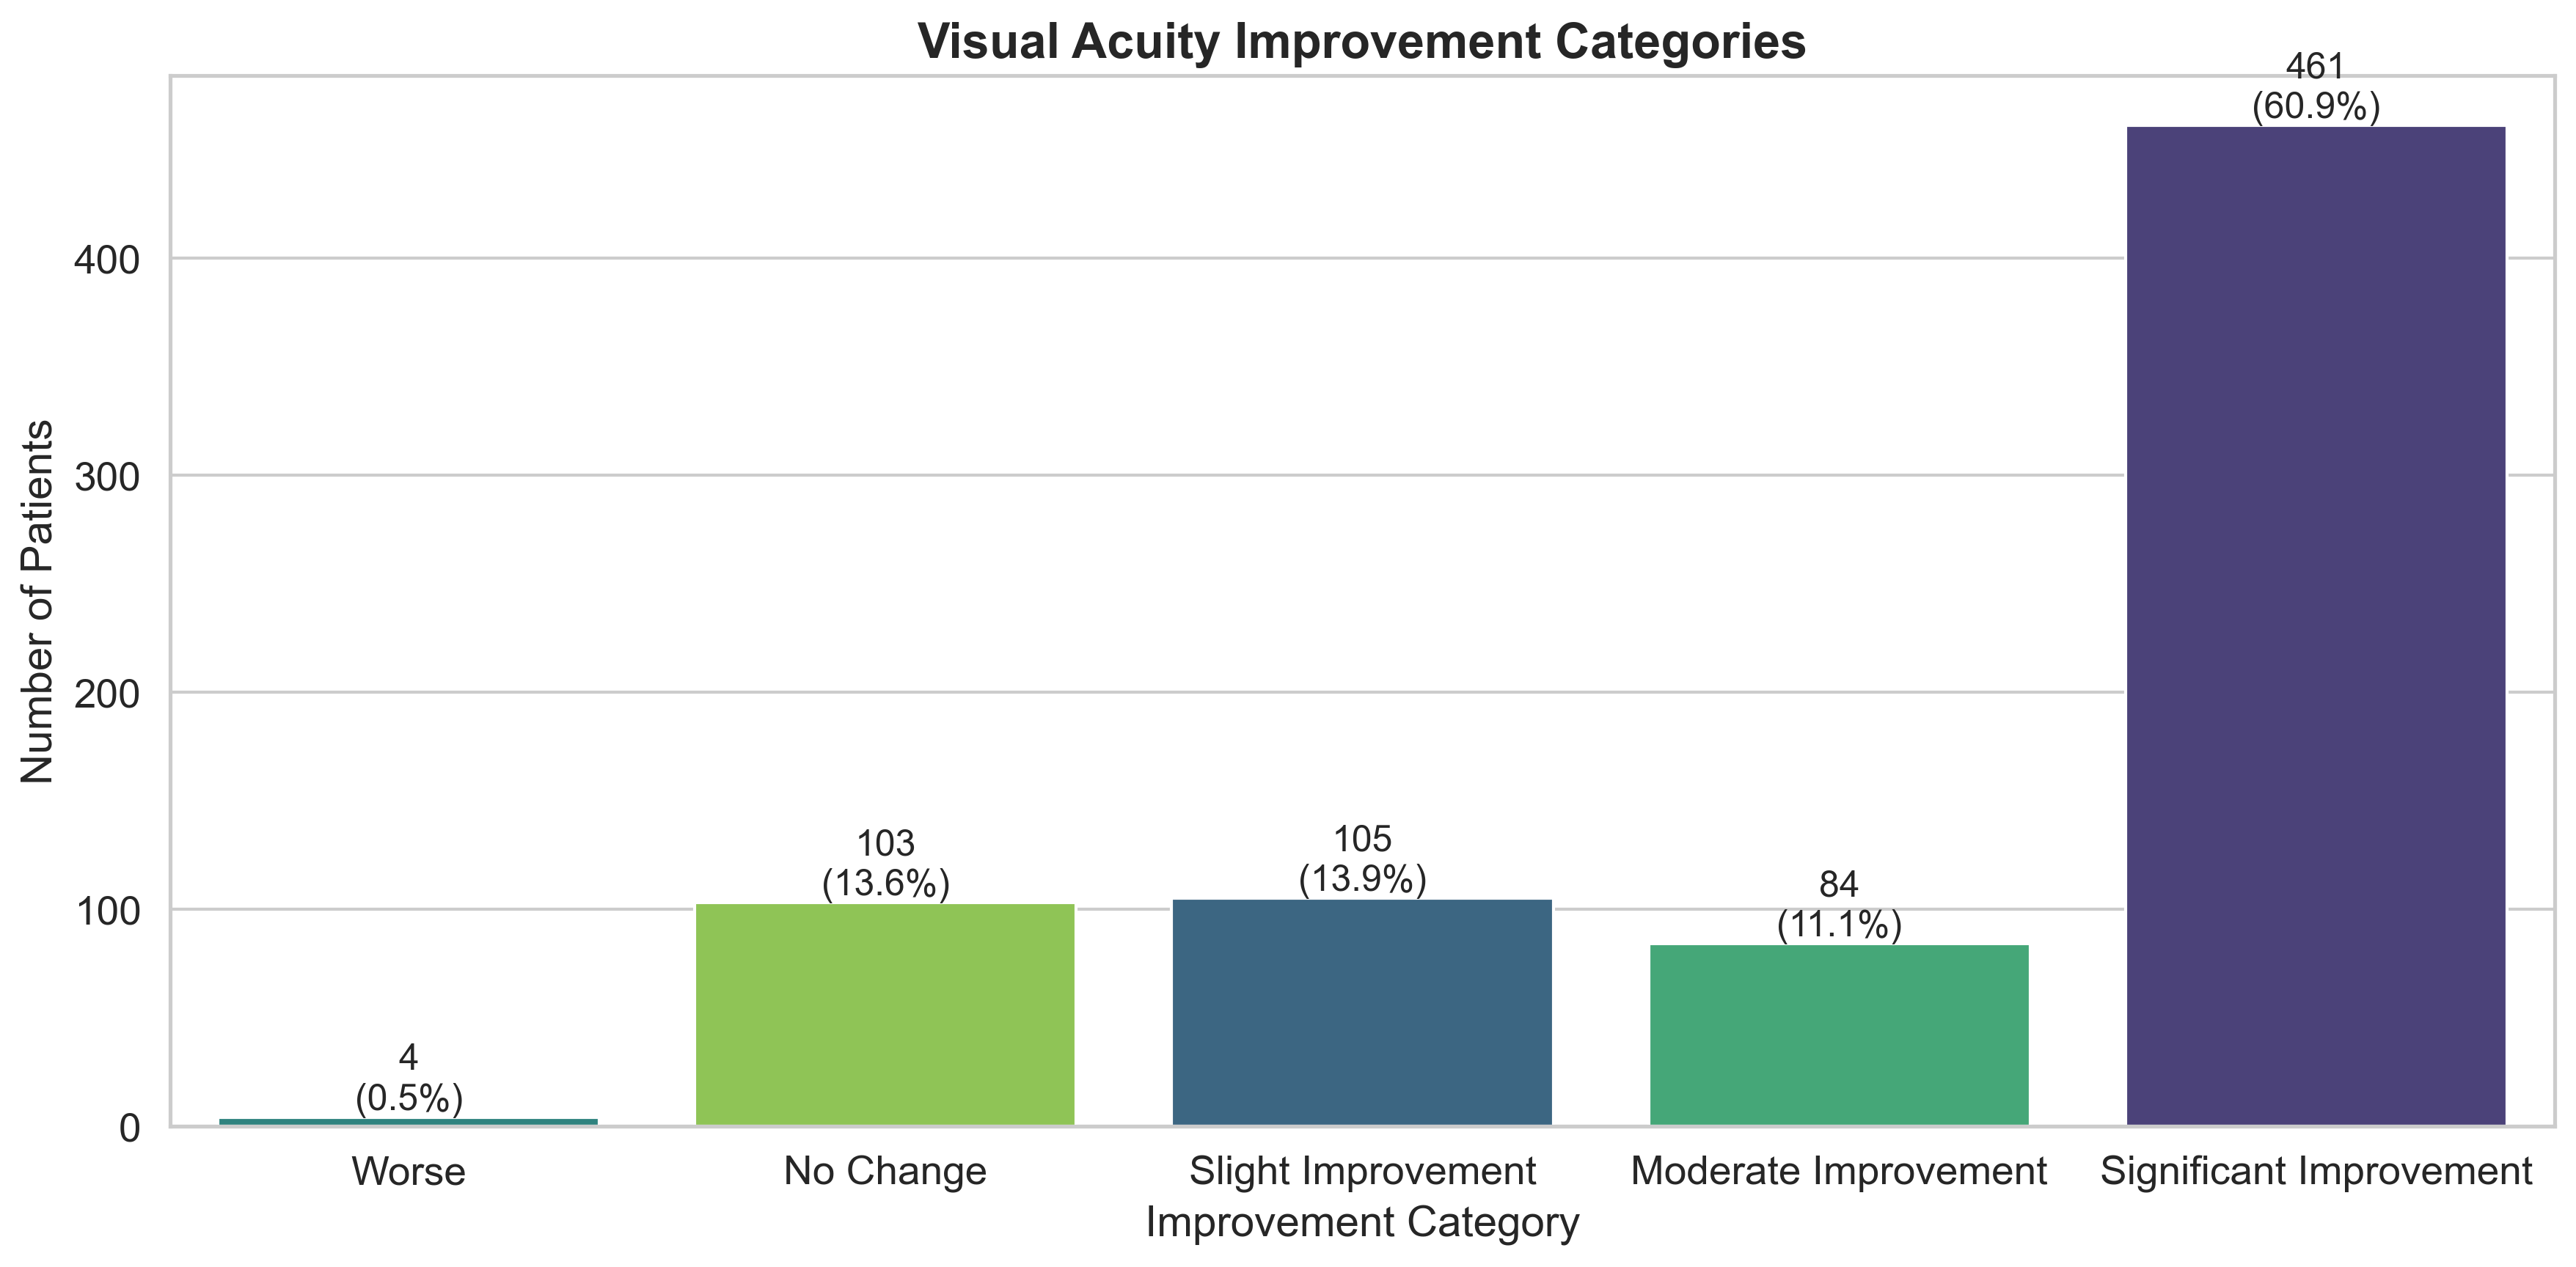 Visual Acuity Improvement Categories
Number of Patients
400
300
200
100
0
4
(0.5%)
103
(13.6%)
105
(13.9%)
84
(11.1%)
461
(60.9%)
Worse
No Change
Slight Improvement
Moderate Improvement
Significant Improvement
Improvement Category